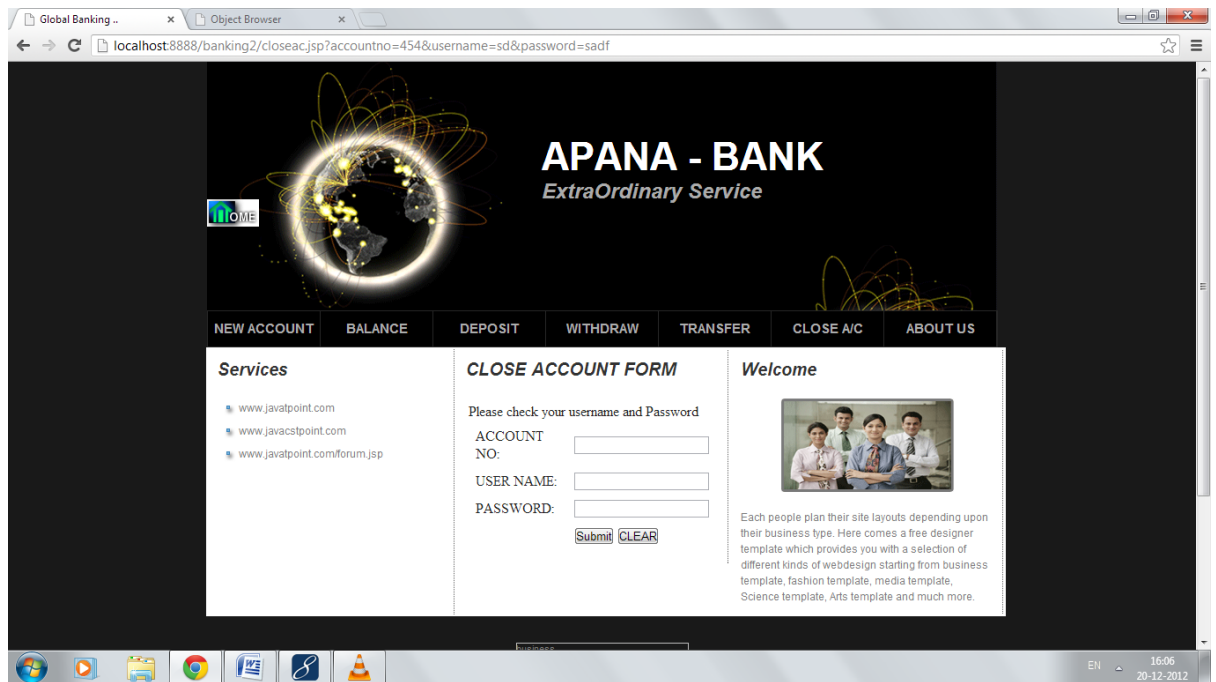 Global Banking ..
Object Browser
localhost:8888/banking2/closeac.jsp?accountno=454&username=sd&password=sadf
APANA - BANK
ExtraOrdinary Service
HOME
NEW ACCOUNT BALANCE DEPOSIT WITHDRAW TRANSFER CLOSE A/C ABOUT US
Services
www.javatpoint.com
www.javacstpoint.com
www.javatpoint.com/forum.jsp
CLOSE ACCOUNT FORM
Please check your username and Password
ACCOUNT
NO:
USER NAME:
PASSWORD:
Submit CLEAR
Welcome
Each people plan their site layouts depending upon
their business type. Here comes a free designer
template which provides you with a selection of
different kinds of webdesign starting from business
template, fashion template, media template,
Science template, Arts template and much more.
business
EN
16:06
20-12-2012